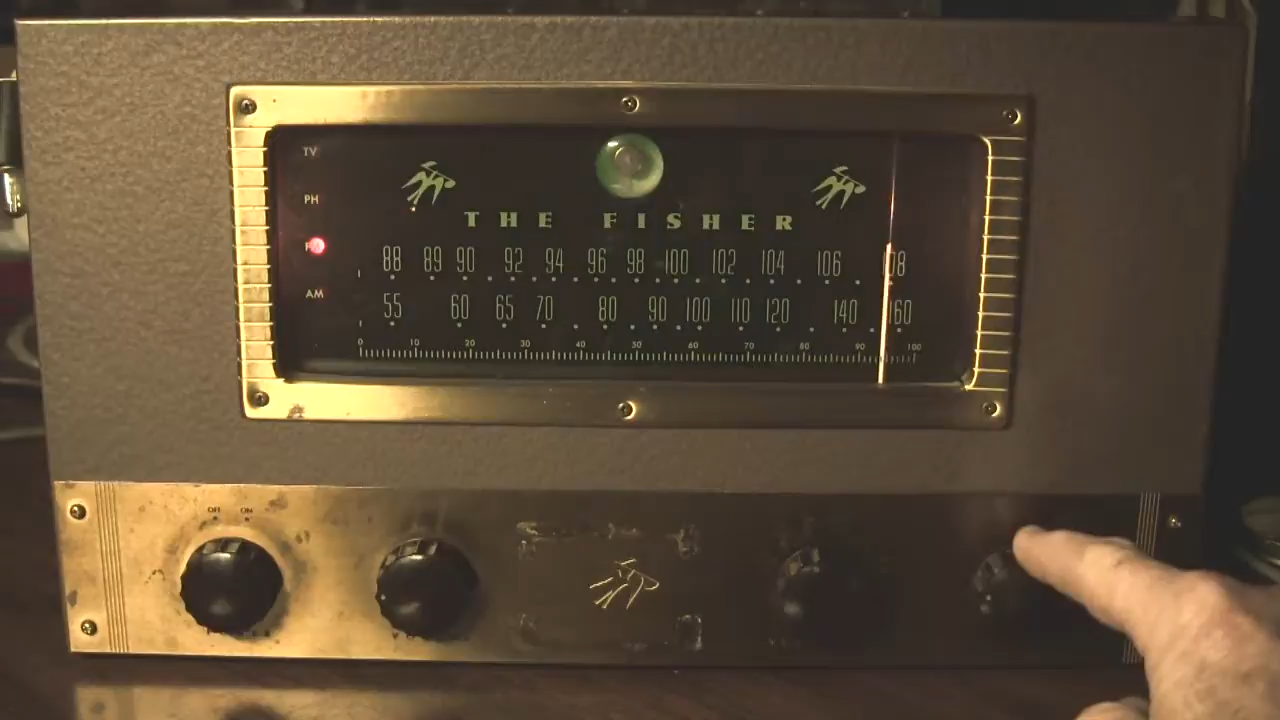 TV
PH
AM
THE FISHER
88 89 90 92 94 96 98 100 102 104 106 108
55 60 65 70 80 90 100 110 120 140 160
0 10 20 30 40 50 60 70 80 90 100
OFF ON